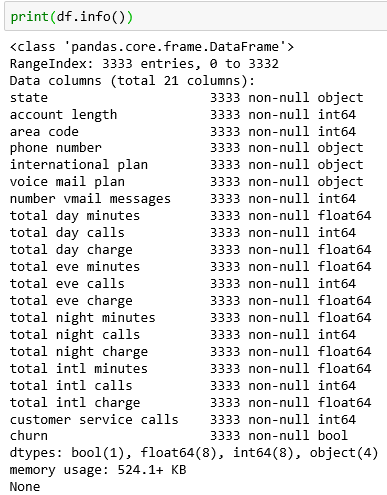 print(df.info())
<class 'pandas.core.frame.DataFrame'>
RangeIndex: 3333 entries, 0 to 3332
Data columns (total 21 columns):
state                     3333 non-null object
account length            3333 non-null int64
area code                 3333 non-null int64
phone number              3333 non-null object
international plan        3333 non-null object
voice mail plan           3333 non-null object
number vmail messages     3333 non-null int64
total day minutes         3333 non-null float64
total day calls           3333 non-null int64
total day charge          3333 non-null float64
total eve minutes         3333 non-null float64
total eve calls           3333 non-null int64
total eve charge          3333 non-null float64
total night minutes       3333 non-null float64
total night calls         3333 non-null int64
total night charge        3333 non-null float64
total intl minutes        3333 non-null float64
total intl calls          3333 non-null int64
total intl charge         3333 non-null float64
customer service calls    3333 non-null int64
churn                     3333 non-null bool
dtypes: bool(1), float64(8), int64(8), object(4)
memory usage: 524.1+ KB
None